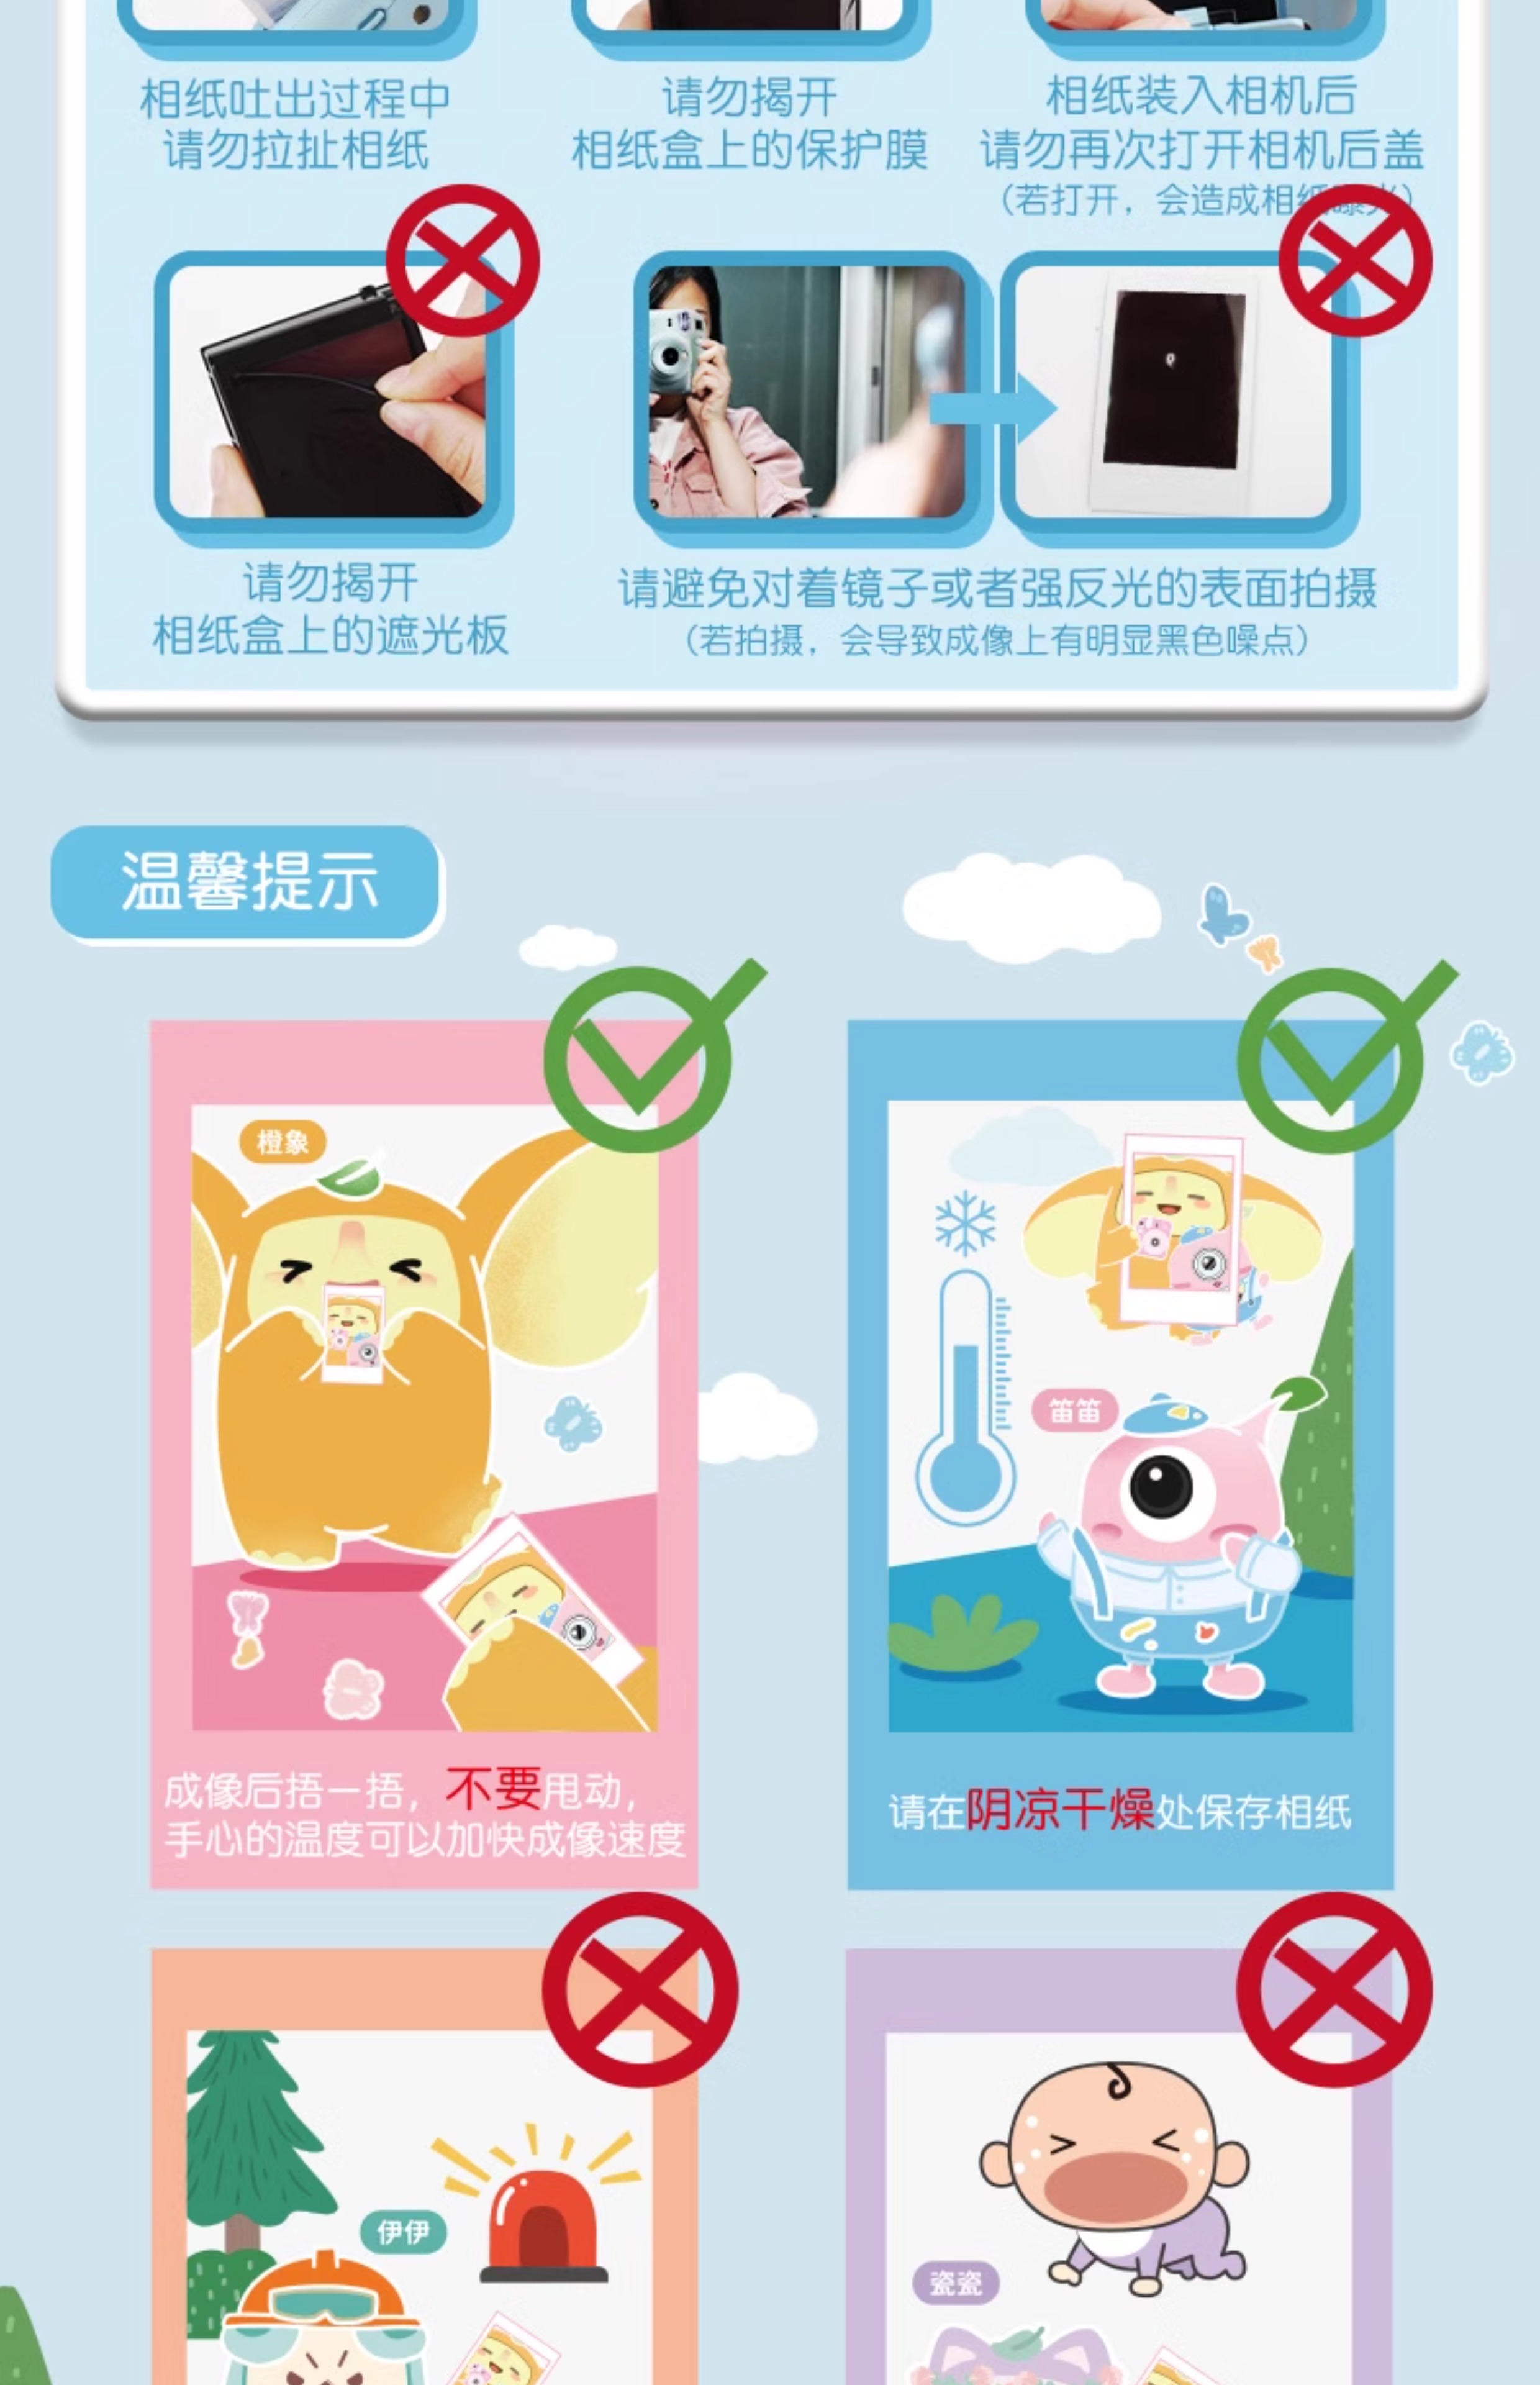 相纸吐出过程中
请勿拉扯相纸
请勿揭开
相纸盒上的保护膜
相纸装入相机后
请勿再次打开相机后盖
（若打开，会造成相纸曝光）
请勿揭开
相纸盒上的遮光板
请避免对着镜子或者强反光的表面拍摄
（若拍摄，会导致成像上有明显黑色噪点）
温馨提示
橙象
成像后捂一捂，不要甩动，
手心的温度可以加快成像速度
笛笛
请在阴凉干燥处保存相纸
伊伊
瓷瓷